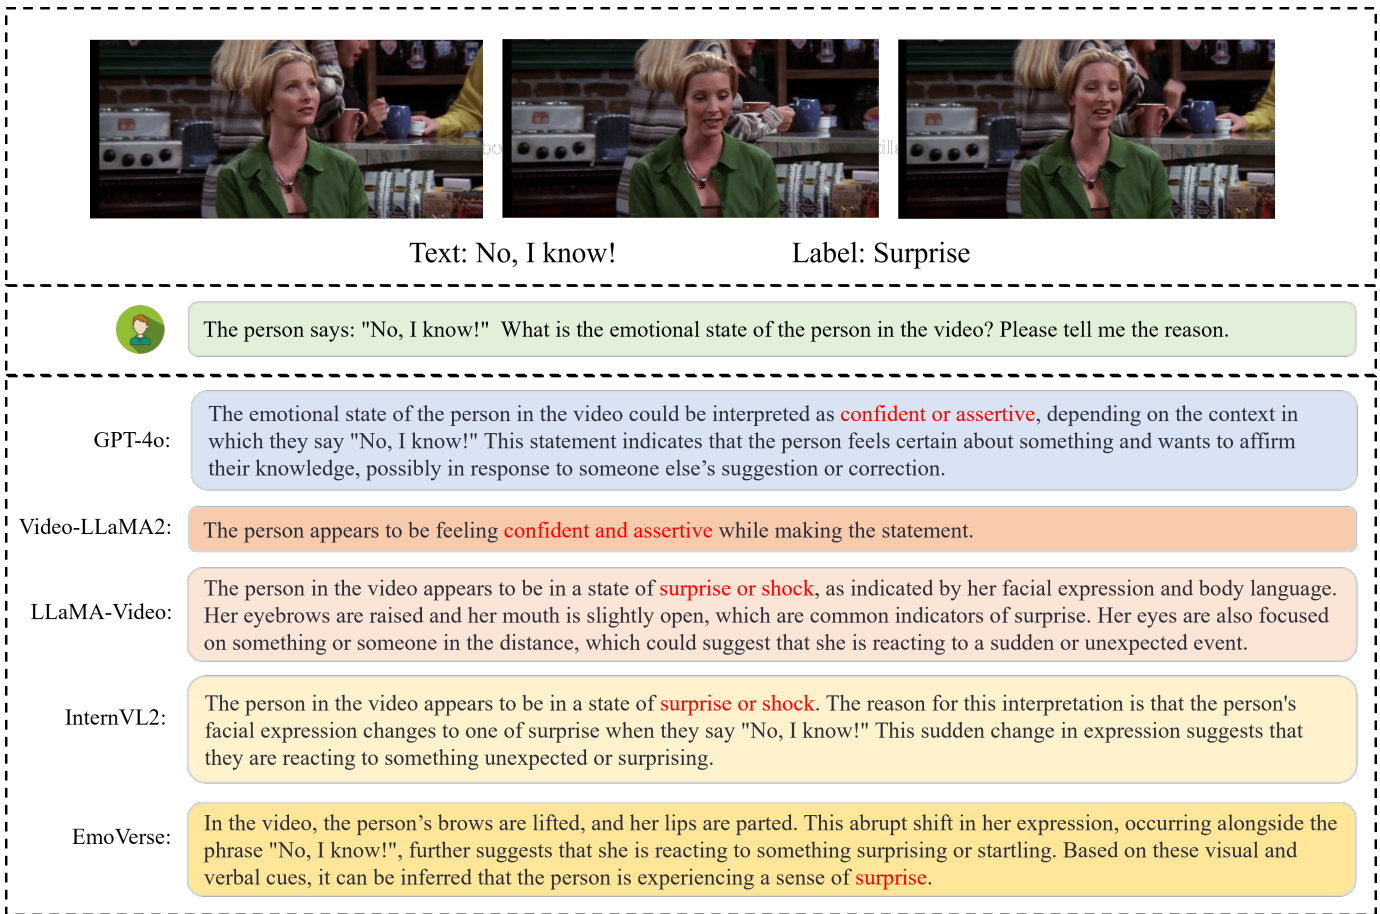 Text: No, I know!
Label: Surprise
The person says: "No, I know!" What is the emotional state of the person in the video? Please tell me the reason.
GPT-4o:
The emotional state of the person in the video could be interpreted as confident or assertive, depending on the context in
which they say "No, I know!" This statement indicates that the person feels certain about something and wants to affirm
their knowledge, possibly in response to someone else’s suggestion or correction.
Video-LLaMA2:
The person appears to be feeling confident and assertive while making the statement.
LLaMA-Video:
The person in the video appears to be in a state of surprise or shock, as indicated by her facial expression and body language.
Her eyebrows are raised and her mouth is slightly open, which are common indicators of surprise. Her eyes are also focused
on something or someone in the distance, which could suggest that she is reacting to a sudden or unexpected event.
InternVL2:
The person in the video appears to be in a state of surprise or shock. The reason for this interpretation is that the person's
facial expression changes to one of surprise when they say "No, I know!" This sudden change in expression suggests that
they are reacting to something unexpected or surprising.
EmoVerse:
In the video, the person’s brows are lifted, and her lips are parted. This abrupt shift in her expression, occurring alongside the
phrase "No, I know!", further suggests that she is reacting to something surprising or startling. Based on these visual and
verbal cues, it can be inferred that the person is experiencing a sense of surprise.